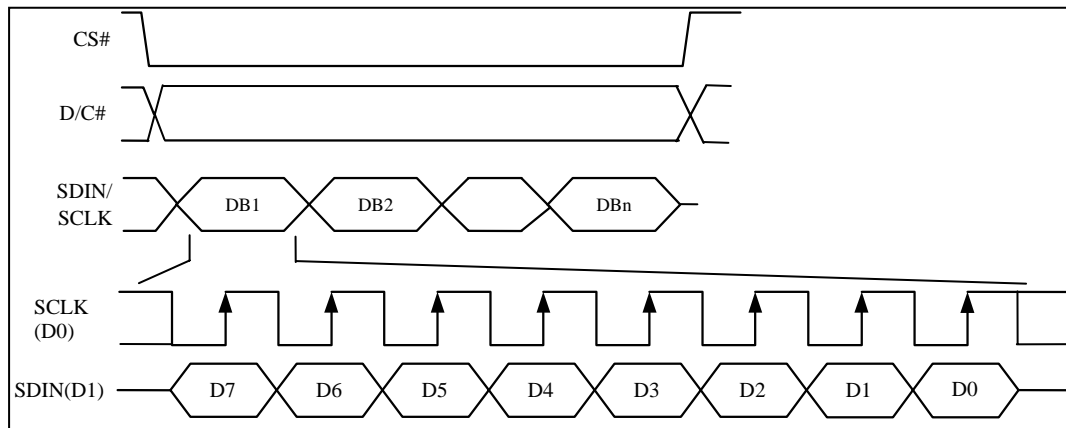 CS#
D/C#
SDIN/
SCLK
DB1 DB2 DBn
SCLK
(D0)
SDIN(D1) D7 D6 D5 D4 D3 D2 D1 D0